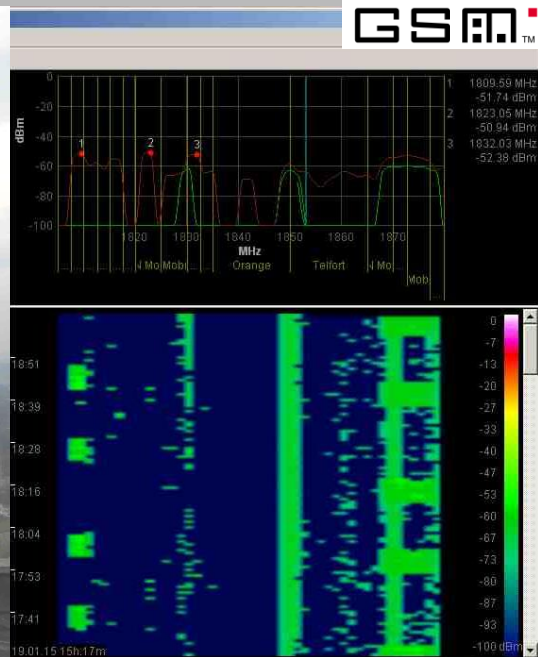 GSM TM
0
-20
-40
-60
-80
-100
dBm
1 2 3
1 1809.59 MHz
-51.74 dBm
2 1823.05 MHz
-50.94 dBm
3 1832.03 MHz
-52.38 dBm
1820 1830 1840 1850 1860 1870
MHz
Mo Mobi Orange Telfort Mo
Mob
18:51
18:39
18:28
18:16
18:04
17:53
17:41
19.01.15 15h:17m
0
-7
-13
-20
-27
-33
-40
-47
-53
-60
-67
-73
-80
-87
-93
-100 dBm